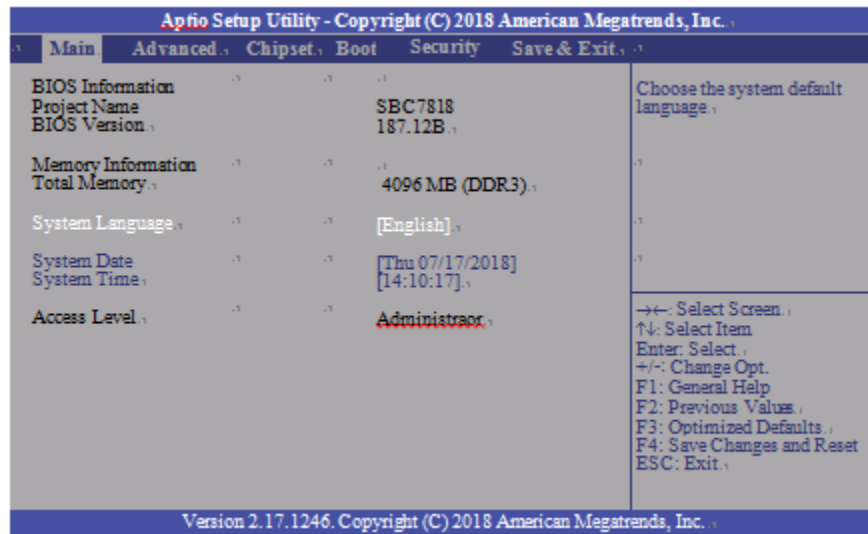 Aptio Setup Utility - Copyright (C) 2018 American Megatrends, Inc.
Main Advanced Chipset Boot Security Save & Exit
BIOS Information
Project Name SBC7818
BIOS Version 187.12B
Memory Information
Total Memory 4096 MB (DDR3)
System Language [English]
System Date [Thu 07/17/2018]
System Time [14:10:17]
Access Level Administraor
Choose the system default
language
→←: Select Screen
↑↓: Select Item
Enter: Select
+/-: Change Opt.
F1: General Help
F2: Previous Values
F3: Optimized Defaults
F4: Save Changes and Reset
ESC: Exit
Version 2.17.1246. Copyright (C) 2018 American Megatrends, Inc.